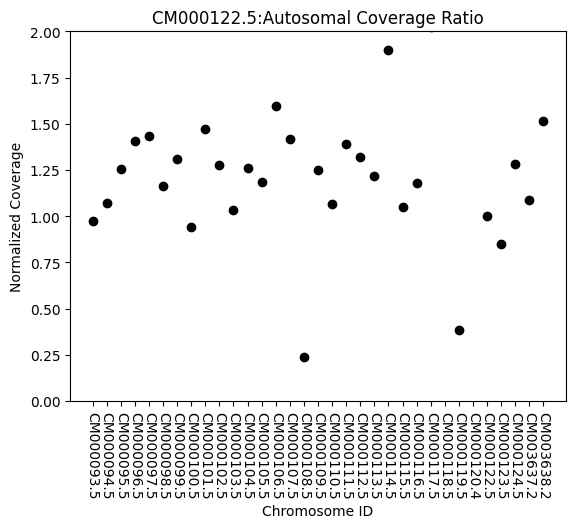 CM000122.5:Autosomal Coverage Ratio
Normalized Coverage
2.00
1.75
1.50
1.25
1.00
0.75
0.50
0.25
0.00
CM000093.5
CM000094.5
CM000095.5
CM000096.5
CM000097.5
CM000098.5
CM000099.5
CM000100.5
CM000101.5
CM000102.5
CM000103.5
CM000104.5
CM000105.5
CM000106.5
CM000107.5
CM000108.5
CM000109.5
CM000110.5
CM000111.5
CM000112.5
CM000113.5
CM000114.5
CM000115.5
CM000116.5
CM000117.5
CM000118.5
CM000119.5
CM000120.4
CM000122.5
CM000123.5
CM000124.5
CM003637.2
CM003638.2
Chromosome ID